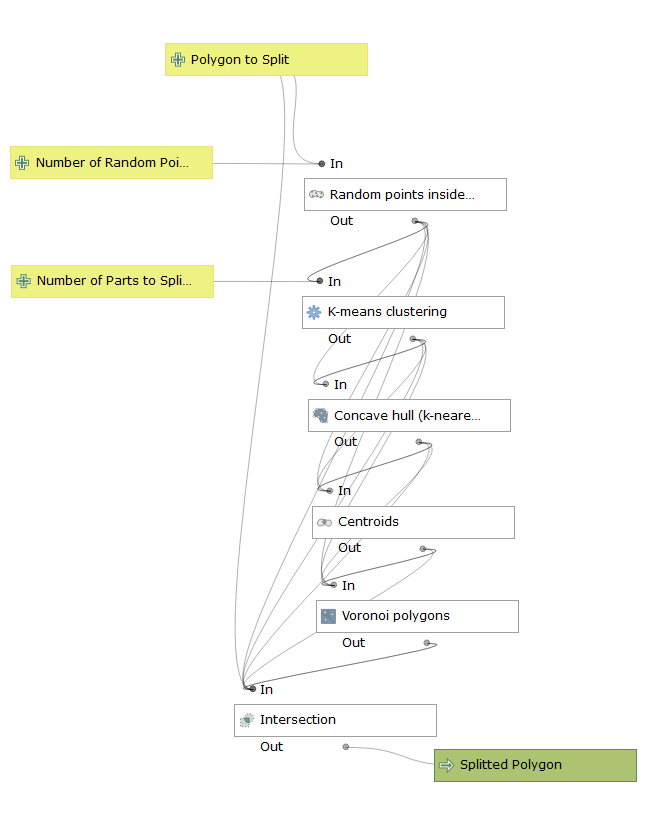 Polygon to Split
Number of Random Poi...
In
Random points inside...
Out
Number of Parts to Spli...
In
K-means clustering
Out
In
Concave hull (k-neare...
Out
In
Centroids
Out
In
Voronoi polygons
Out
In
Intersection
Out
Splitted Polygon